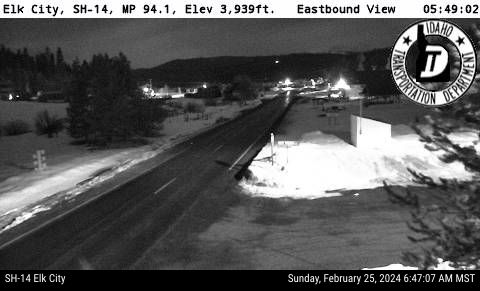 Elk City, SH-14, MP 94.1, Elev 3,939ft. Eastbound View 05:49:02
IDAHO
TRANSPORTATION DEPARTMENT
SH-14 Elk City Sunday, February 25, 2024 6:47:07 AM MST